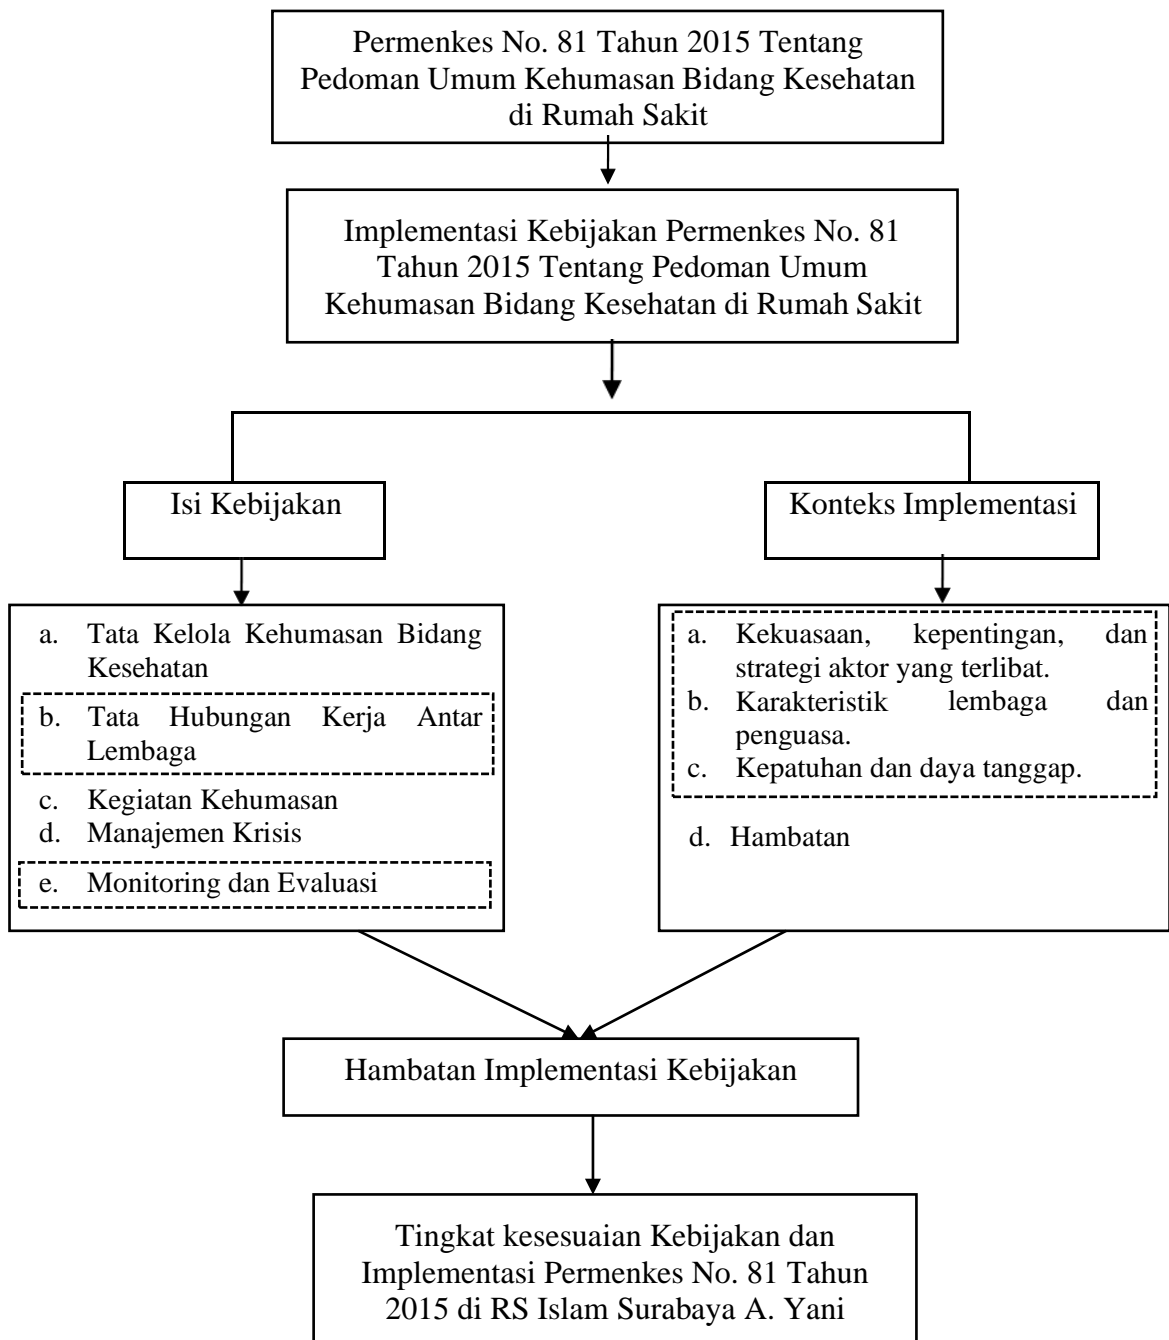 Permenkes No. 81 Tahun 2015 Tentang
Pedoman Umum Kehumasan Bidang Kesehatan
di Rumah Sakit
Implementasi Kebijakan Permenkes No. 81
Tahun 2015 Tentang Pedoman Umum
Kehumasan Bidang Kesehatan di Rumah Sakit
Isi Kebijakan
a. Tata Kelola Kehumasan Bidang
Kesehatan
b. Tata Hubungan Kerja Antar
Lembaga
c. Kegiatan Kehumasan
d. Manajemen Krisis
e. Monitoring dan Evaluasi
Konteks Implementasi
a. Kekuasaan, kepentingan, dan
strategi aktor yang terlibat.
b. Karakteristik lembaga dan
penguasa.
c. Kepatuhan dan daya tanggap.
d. Hambatan
Hambatan Implementasi Kebijakan
Tingkat kesesuaian Kebijakan dan
Implementasi Permenkes No. 81 Tahun
2015 di RS Islam Surabaya A. Yani